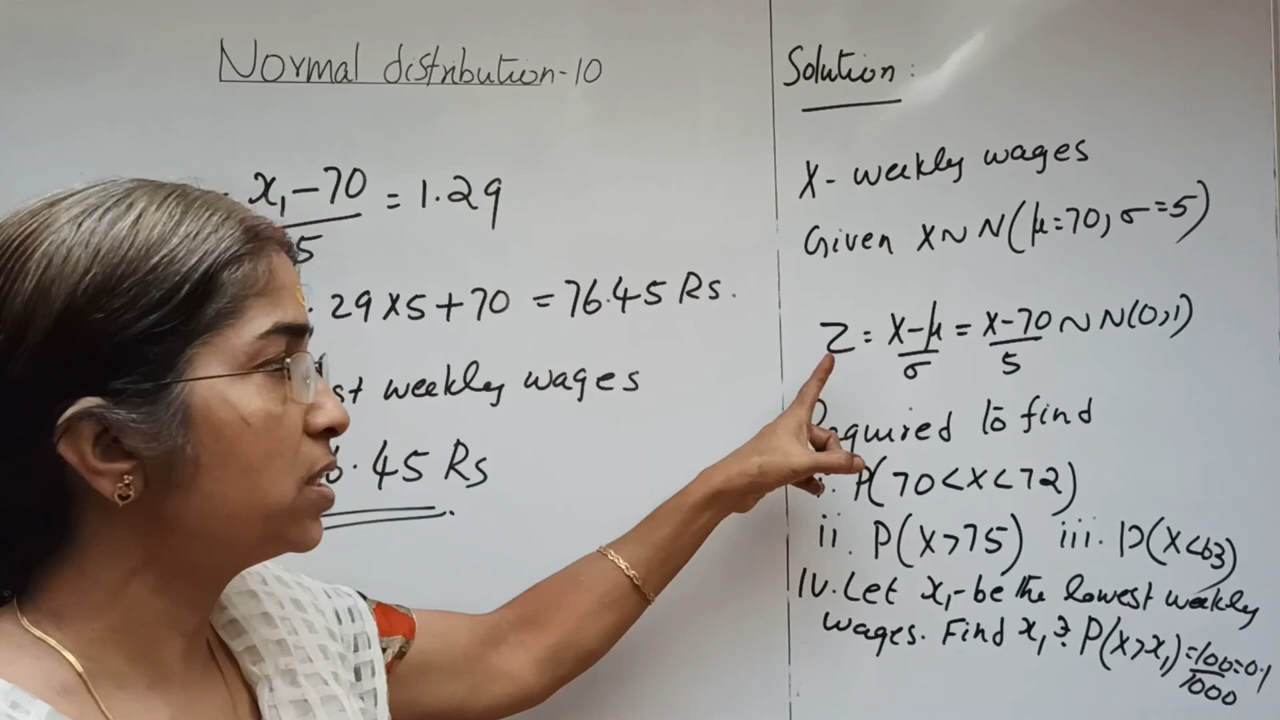 Normal distribution-10
x₁-70 = 1.29
5
.29×5+70 = 76.45 Rs.
st weekly wages
.45 Rs
Solution:
X- weekly wages
Given X~N(μ=70, σ=5)
Z = X-μ/σ = X-70/5 ~ N(0,1)
Required to find
i. P(70<X<72)
ii. P(X>75) iii. P(X<63)
iv. Let x₁-be the lowest weekly
wages. Find x₁ ? P(X>x₁) = 100/1000 = 0.1